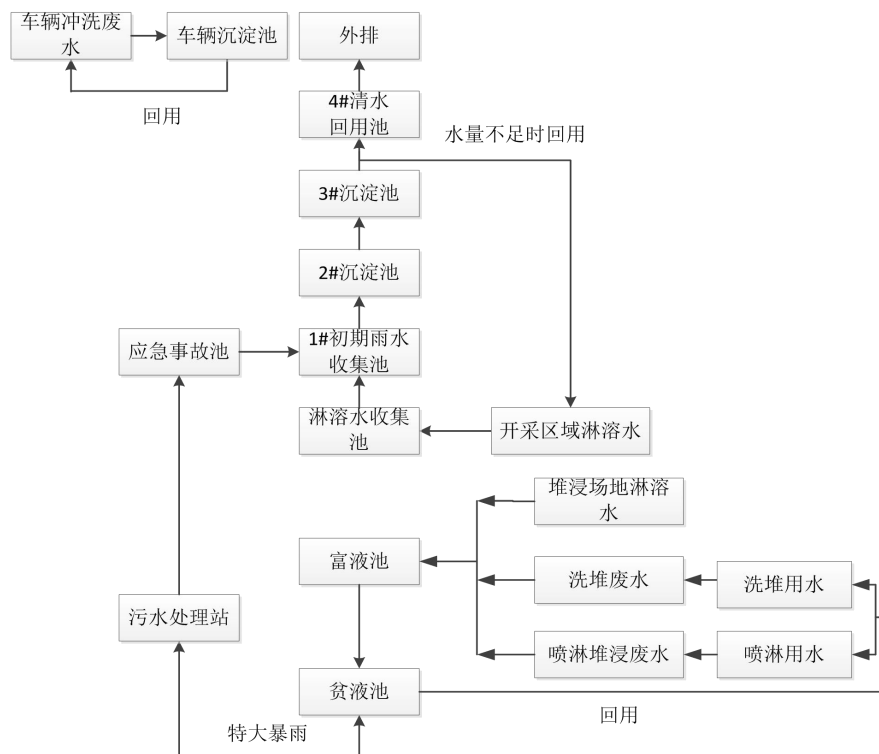 车辆冲洗废
水
车辆沉淀池
外排
回用
4#清水
回用池
水量不足时回用
3#沉淀池
2#沉淀池
应急事故池
1#初期雨水
收集池
淋溶水收集
池
开采区域淋溶水
堆浸场地淋溶
水
富液池
洗堆废水
洗堆用水
污水处理站
喷淋堆浸废水
喷淋用水
贫液池
回用
特大暴雨